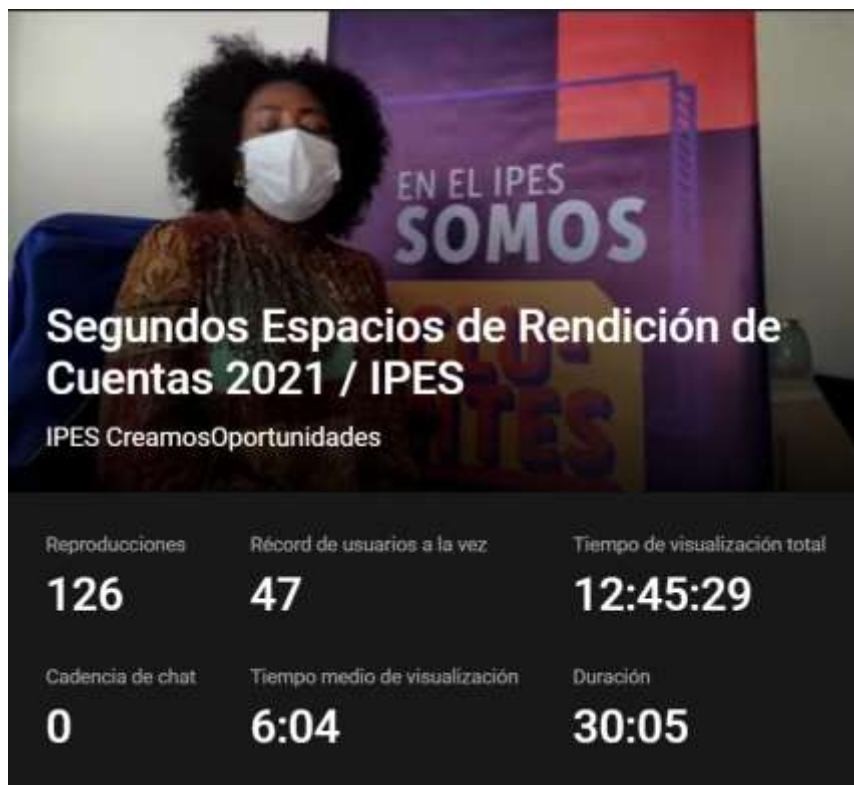 EN EL IPES
SOMOS
Segundos Espacios de Rendición de
Cuentas 2021 / IPES
IPES CreamosOportunidades
Reproducciones
Récord de usuarios a la vez
Tiempo de visualización total
126
47
12:45:29
Cadencia de chat
Tiempo medio de visualización
Duración
0
6:04
30:05